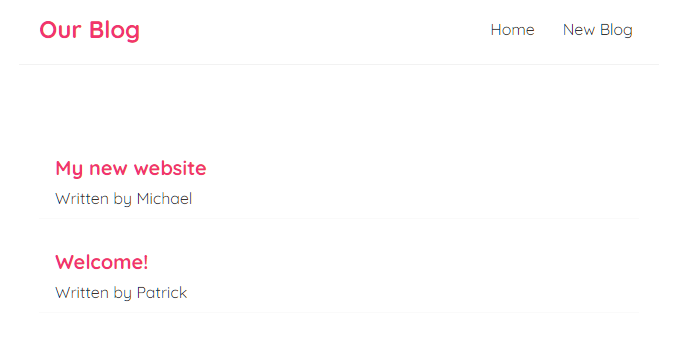 Our Blog
Home New Blog
My new website
Written by Michael
Welcome!
Written by Patrick